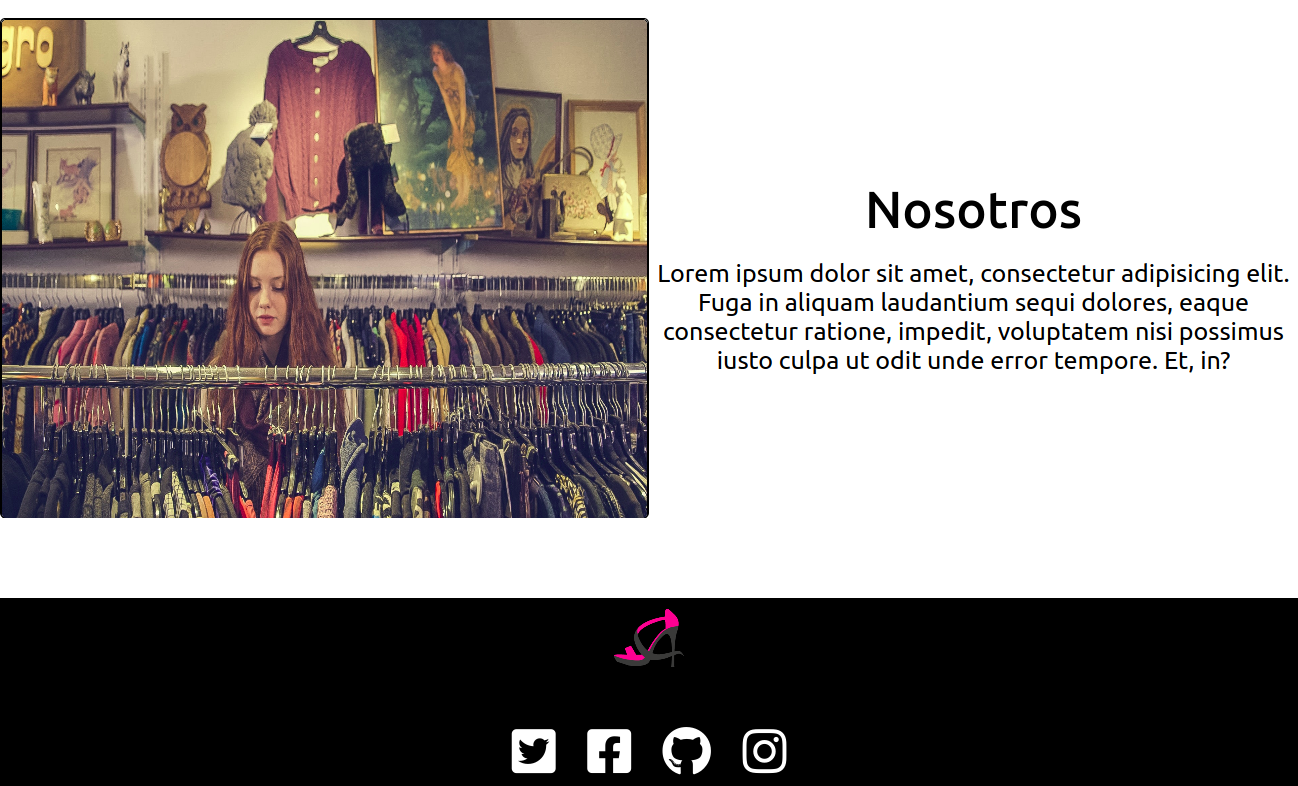 gro
Nosotros
Lorem ipsum dolor sit amet, consectetur adipisicing elit.
Fuga in aliquam laudantium sequi dolores, eaque
consectetur ratione, impedit, voluptatem nisi possimus
iusto culpa ut odit unde error tempore. Et, in?